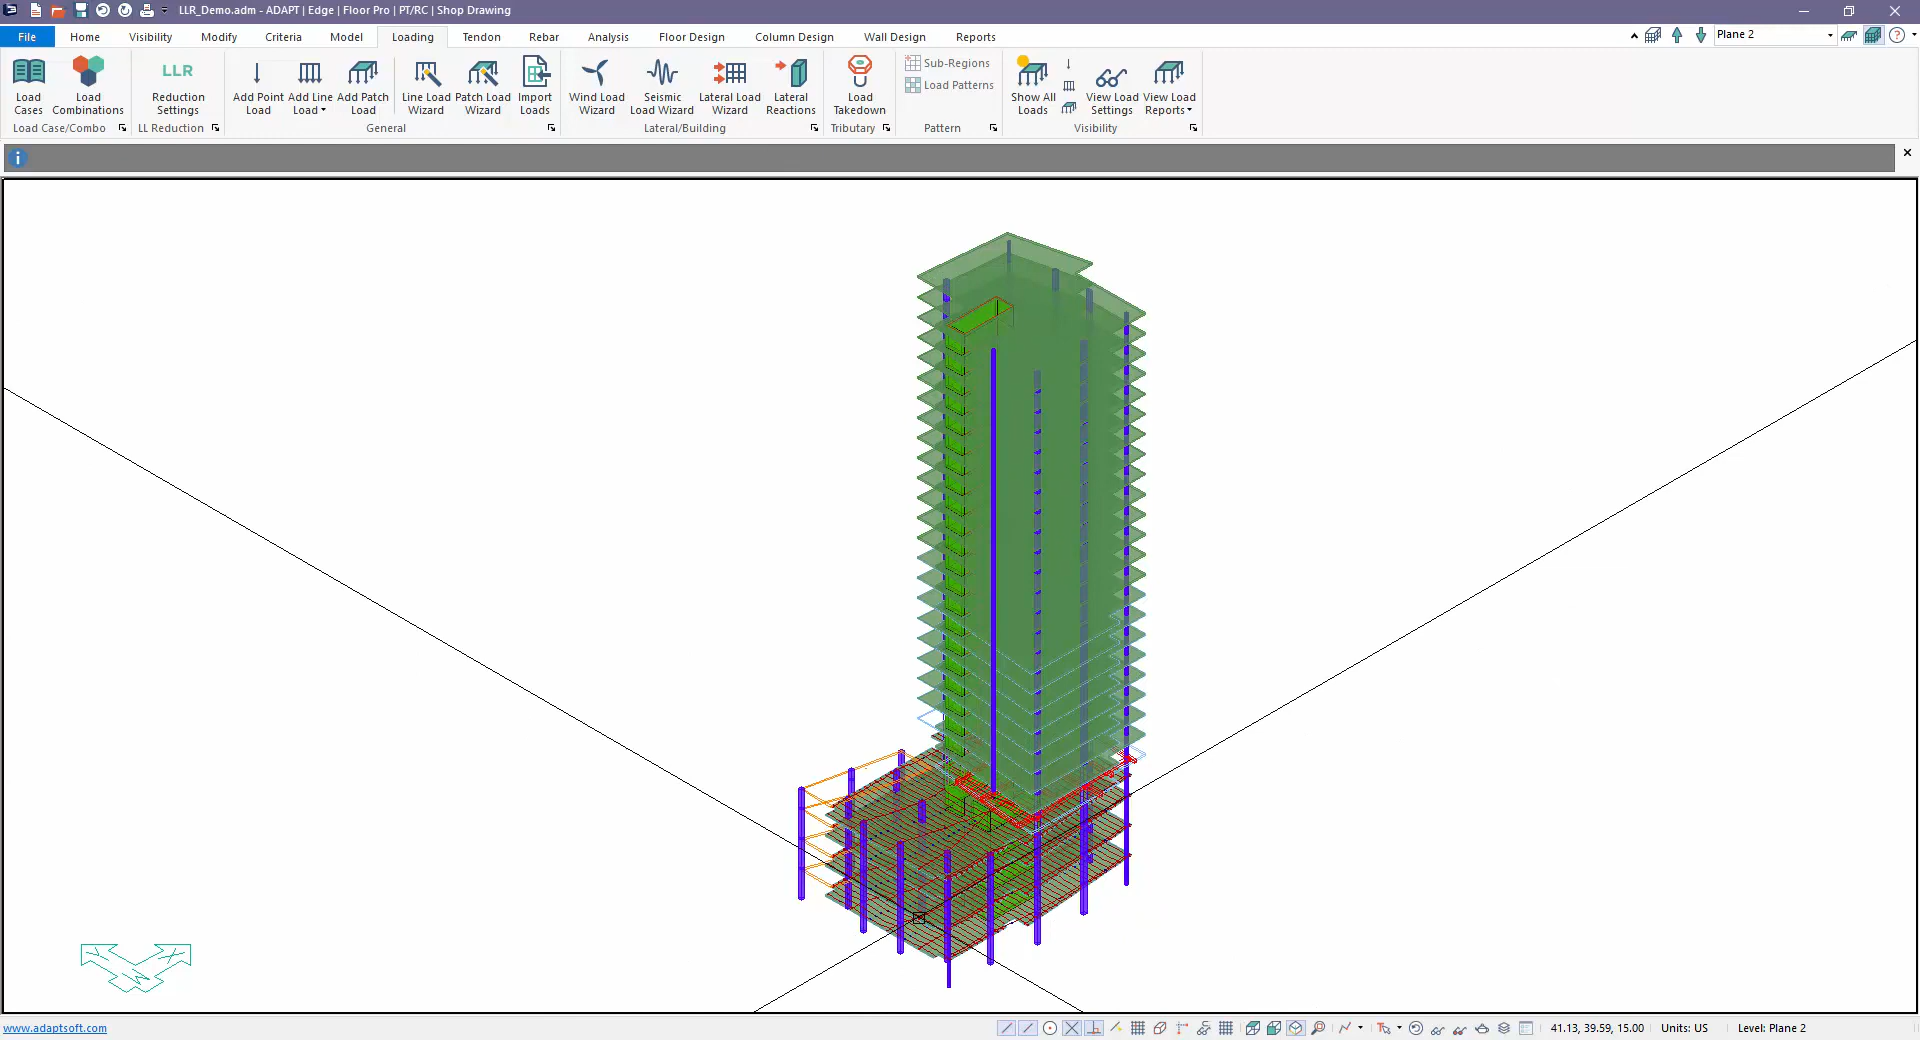 LLR_Demo.adm - ADAPT | Edge | Floor Pro | PT/RC | Shop Drawing
File Home Visibility Modify Criteria Model Loading Tendon Rebar Analysis Floor Design Column Design Wall Design Reports Plane 2
LLR
Sub-Regions
Load Patterns
Load Cases
Load Combinations
Reduction Settings
Add Point Load
Add Line Load
Add Patch Load
Line Load Wizard
Patch Load Wizard
Import Loads
Wind Load Wizard
Seismic Load Wizard
Lateral Load Wizard
Lateral Reactions
Load Takedown
Show All Loads
View Load Settings
View Load Reports
Load Case/Combo LL Reduction General Lateral/Building Tributary Pattern Visibility
www.adaptsoft.com 41.13, 39.59, 15.00 Units: US Level: Plane 2